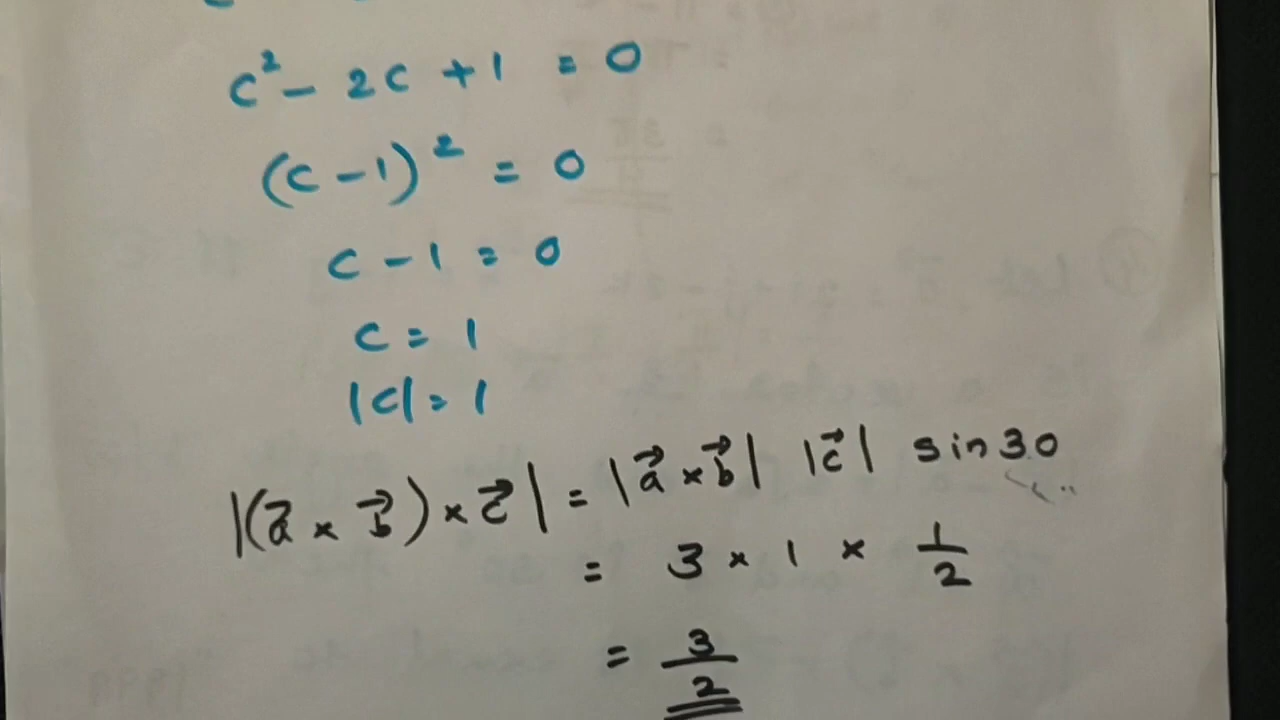 c² - 2c + 1 = 0
(c - 1)² = 0
c - 1 = 0
c = 1
|c| = 1
|(a⃗ × b⃗) × c⃗| = |a⃗ × b⃗| |c⃗| sin 30
= 3 × 1 × 1/2
= 3/2